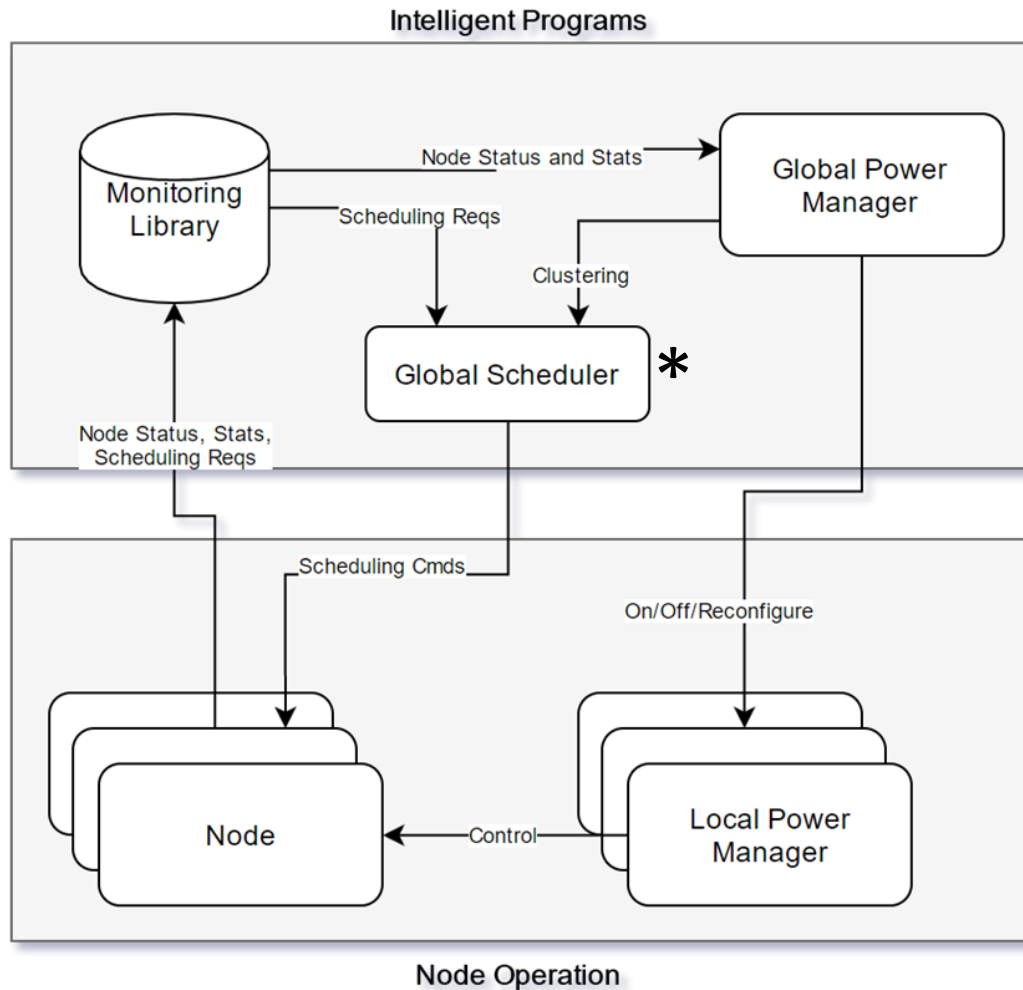 Intelligent Programs
Node Status and Stats
Global Power
Manager
Monitoring
Library
Scheduling Reqs
Clustering
Global Scheduler
*
Node Status, Stats,
Scheduling Reqs
Scheduling Cmds
On/Off/Reconfigure
Node
Control
Local Power
Manager
Node Operation